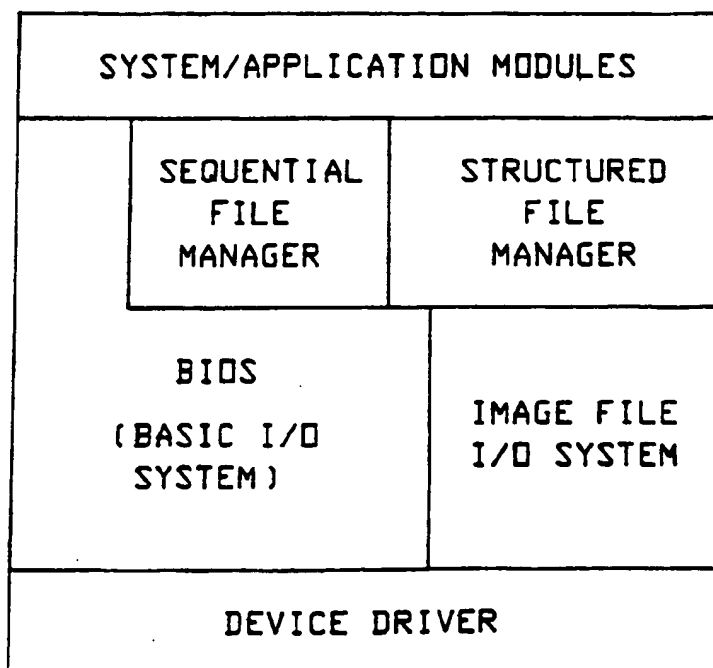 SYSTEM/APPLICATION MODULES
SEQUENTIAL
FILE
MANAGER
STRUCTURED
FILE
MANAGER
BIOS
(BASIC I/O
SYSTEM)
IMAGE FILE
I/O SYSTEM
DEVICE DRIVER